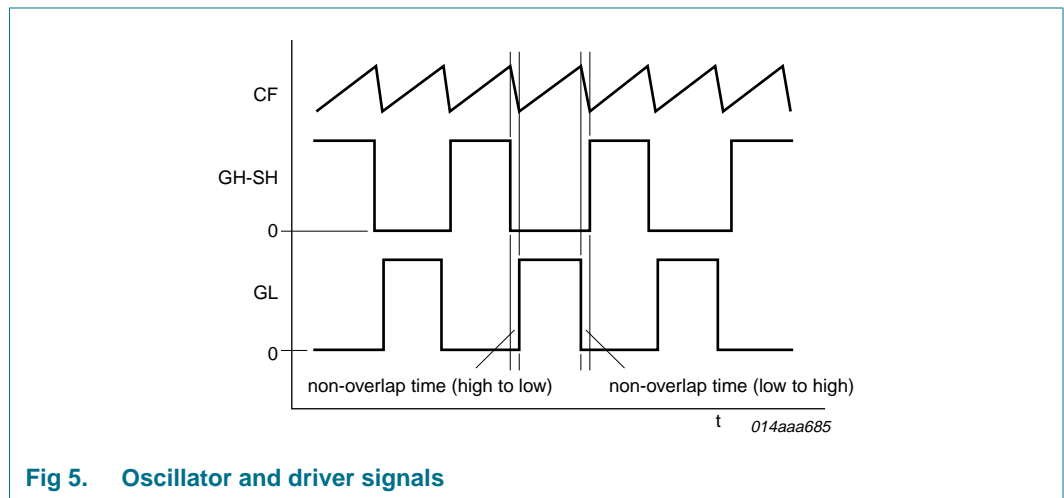 CF
GH-SH
0
GL
0
non-overlap time (high to low)
non-overlap time (low to high)
t
014aaa685
Fig 5. Oscillator and driver signals